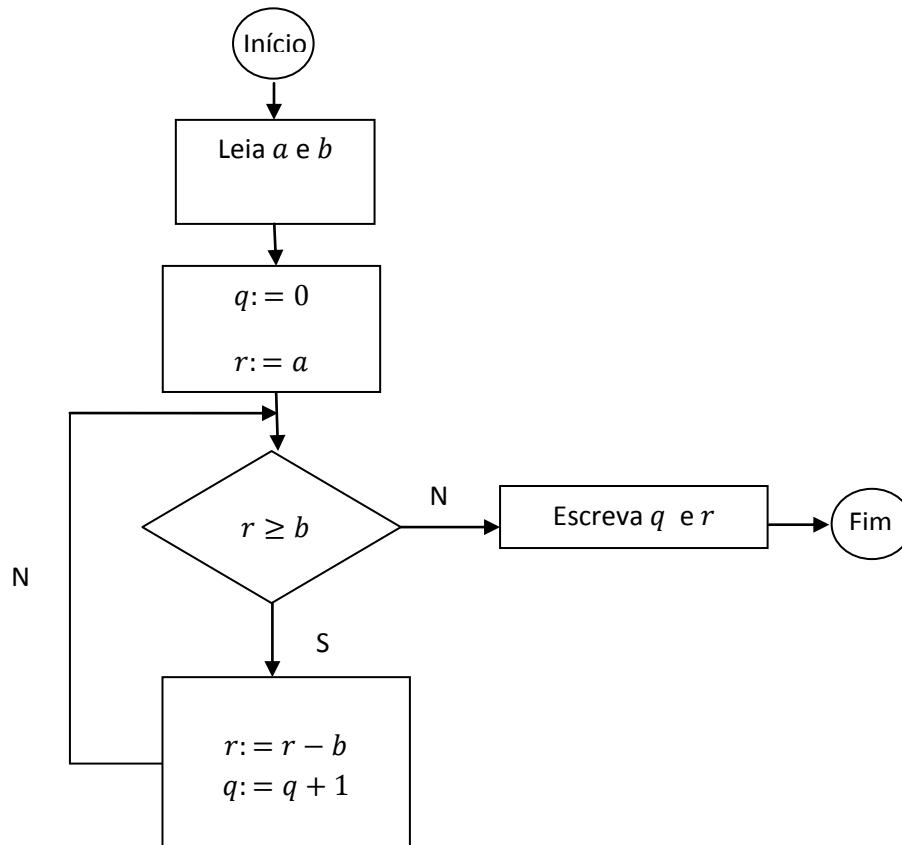 Início
Leia a e b
q: = 0
r: = a
r ≥ b
N
Escreva q e r
Fim
N
S
r: = r − b
q: = q + 1